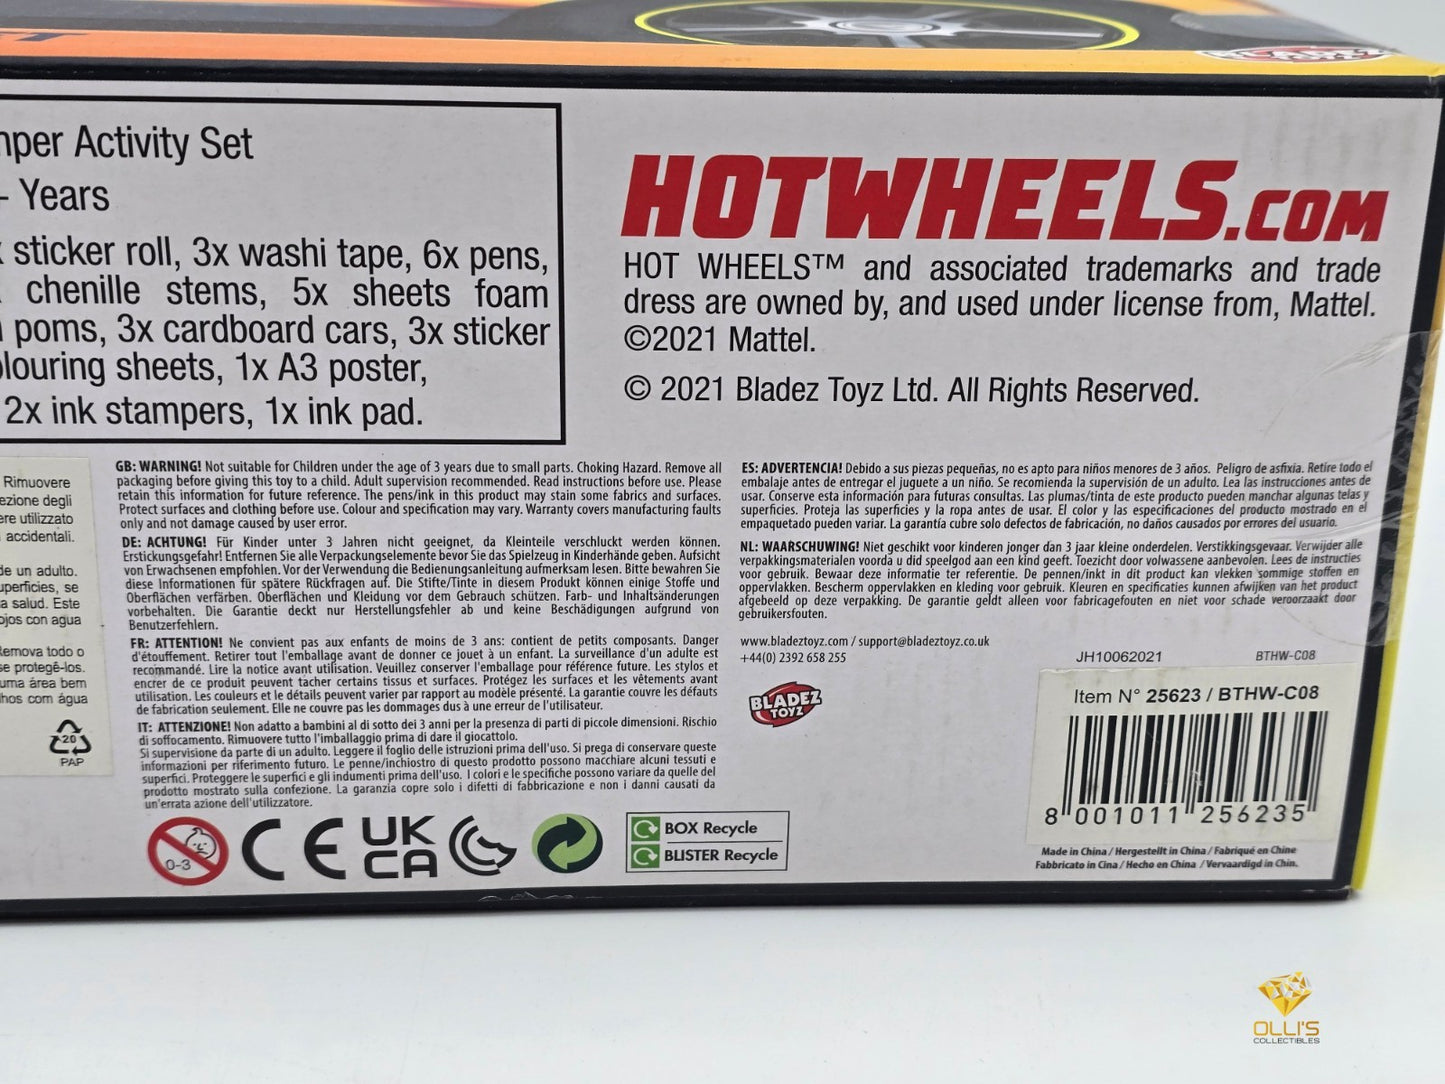 BLADEZ
TOYZ
Activity Set
Years
sticker roll, 3x washi tape, 6x pens,
chenille stems, 5x sheets foam
poms, 3x cardboard cars, 3x sticker
sheets, 1x A3 poster,
2x ink stampers, 1x ink pad.
HOTWHEELS.COM
HOT WHEELS™ and associated trademarks and trade
dress are owned by, and used under license from, Mattel.
©2021 Mattel.
© 2021 Bladez Toyz Ltd. All Rights Reserved.
Rimuovere
degli
utilizzato
accidentali.
un adulto.
se
salud. Este
con agua
todo o
se protegê-los.
uma área bem
com água
20
PAP
GB: WARNING! Not suitable for Children under the age of 3 years due to small parts. Choking Hazard. Remove all
packaging before giving this toy to a child. Adult supervision recommended. Read instructions before use. Please
retain this information for future reference. The pens/ink in this product may stain some fabrics and surfaces.
Protect surfaces and clothing before use. Colour and specification may vary. Warranty covers manufacturing faults
only and not damage caused by user error.
DE: ACHTUNG! Für Kinder unter 3 Jahren nicht geeignet, da Kleinteile verschluckt werden können.
Erstickungsgefahr! Entfernen Sie alle Verpackungselemente bevor Sie das Spielzeug in Kinderhände geben. Aufsicht
von Erwachsenen empfohlen. Vor der Verwendung die Bedienungsanleitung aufmerksam lesen. Bitte bewahren Sie
diese Informationen für spätere Rückfragen auf. Die Stifte/Tinte in diesem Produkt können einige Stoffe und
Oberflächen verfärben. Oberflächen und Kleidung vor dem Gebrauch schützen. Farb- und Inhaltsänderungen
vorbehalten. Die Garantie deckt nur Herstellungsfehler ab und keine Beschädigungen aufgrund von
Benutzerfehlern.
FR: ATTENTION! Ne convient pas aux enfants de moins de 3 ans: contient de petits composants. Danger
d'étouffement. Retirer tout l'emballage avant de donner ce jouet à un enfant. La surveillance d'un adulte est
recommandé. Lire la notice avant utilisation. Veuillez conserver l'emballage pour référence future. Les stylos et
encrer de ce produit peuvent tacher certains tissus et surfaces. Protégez les surfaces et les vêtements avant
utilisation. Les couleurs et le détails peuvent varier par rapport au modèle présenté. La garantie couvre les défauts
de fabrication seulement. Elle ne couvre pas les dommages dus à une erreur de l'utilisateur.
IT: ATTENZIONE! Non adatto a bambini al di sotto dei 3 anni per la presenza di parti di piccole dimensioni. Rischio
di soffocamento. Rimuovere tutto l'imballaggio prima di dare il giocattolo.
Si supervisione da parte di un adulto. Leggere il foglio delle istruzioni prima dell'uso. Si prega di conservare queste
informazioni per riferimento futuro. Le penne/inchiostro di questo prodotto possono macchiare alcuni tessuti e
superfici. Proteggere le superfici e gli indumenti prima dell'uso. I colori e le specifiche possono variare da quelle del
prodotto mostrato sulla confezione. La garanzia copre solo i difetti di fabbricazione e non i danni causati da
un'errata azione dell'utilizzatore.
ES: ADVERTENCIA! Debido a sus piezas pequeñas, no es apto para niños menores de 3 años. Peligro de asfixia. Retire todo el
embalaje antes de entregar el juguete a un niño. Se recomienda la supervisión de un adulto. Lea las instrucciones antes de
usar. Conserve esta información para futuras consultas. Las plumas/tinta de este producto pueden manchar algunas telas y
superficies. Proteja las superficies y la ropa antes de usar. El color y las especificaciones del producto mostrado en el
empaquetado pueden variar. La garantía cubre solo defectos de fabricación, no daños causados por errores del usuario.
NL: WAARSCHUWING! Niet geschikt voor kinderen jonger dan 3 jaar kleine onderdelen. Verstikkingsgevaar. Verwijder alle
verpakkingsmaterialen voordat u dit speelgoed aan een kind geeft. Toezicht door volwassene aanbevolen. Lees de instructies
voor gebruik. Bewaar deze informatie ter referentie. De pennen/inkt in dit product kan vlekken sommige stoffen en
oppervlakken. Bescherm oppervlakken en kleding voor gebruik. Kleuren en specificaties kunnen afwijken van het product
afgebeeld op deze verpakking. De garantie geldt alleen voor fabricagefouten en niet voor schade veroorzaakt door
gebruikersfouten.
www.bladeztoyz.com / support@bladeztoyz.co.uk
+44(0) 2392 658 255
BLADEZ
TOYZ
JH10062021 BTHW-C08
Item N° 25623 / BTHW-C08
8 001011 256235
Made in China / Hergestellt in China / Fabriqué en Chine
Fabbricato in Cina / Hecho en China / Vervaardigd in Chin.
0-3
CE
UK
CA
BOX Recycle
BLISTER Recycle
OLLI'S
COLLECTIBLES